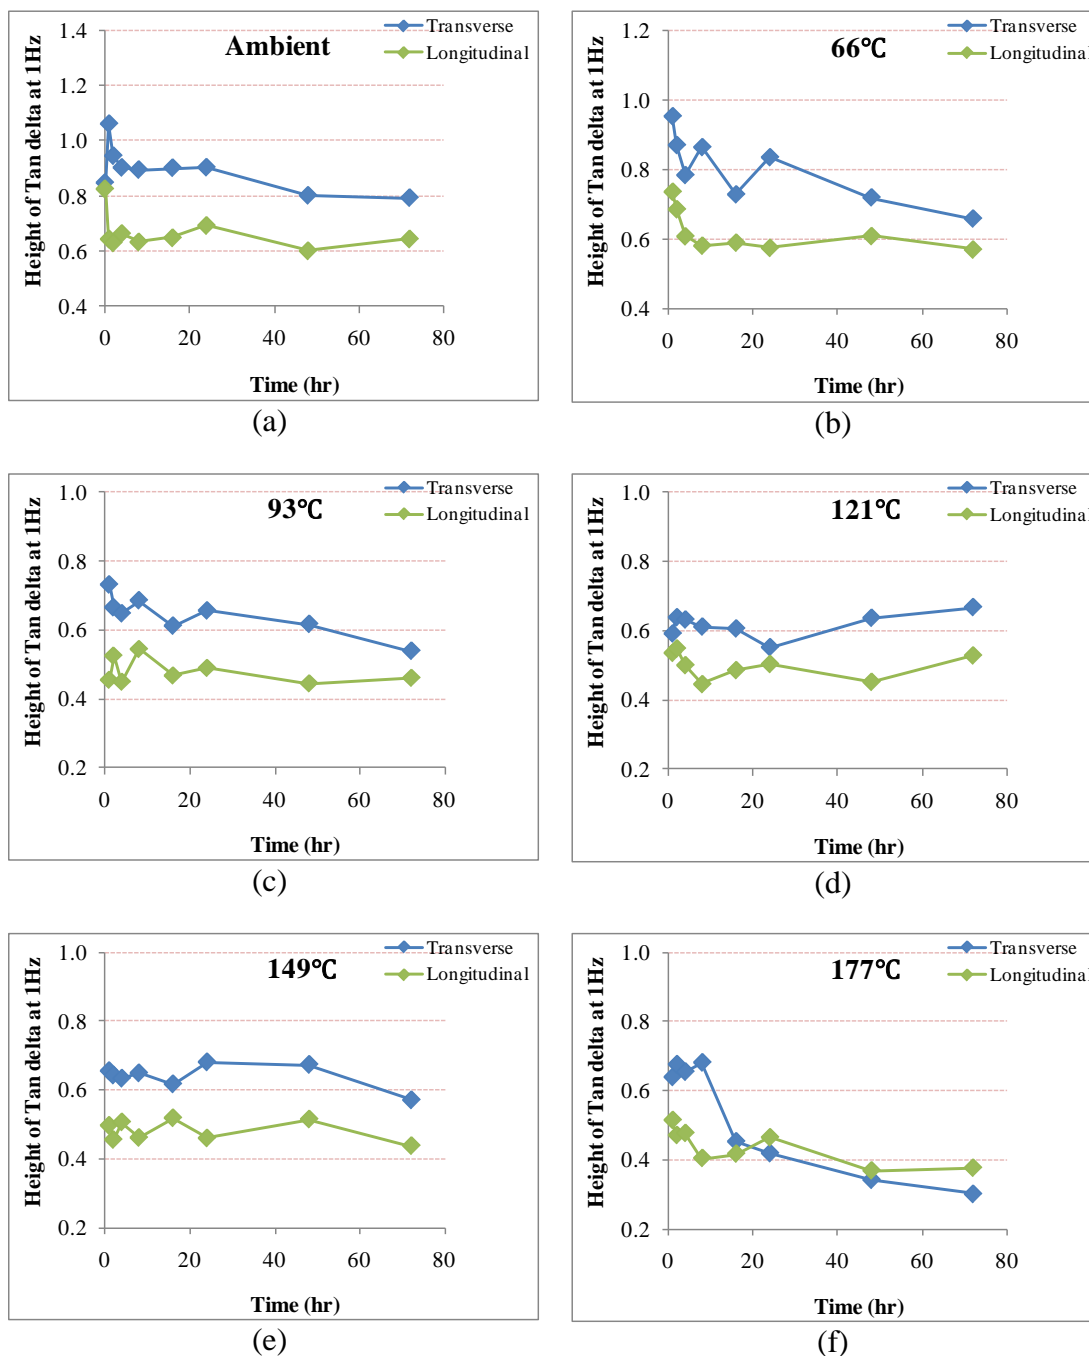 Ambient
Transverse
Longitudinal
Height of Tan delta at 1Hz
1.4
1.2
1.0
0.8
0.6
0.4
0 20 40 60 80
Time (hr)
(a)
66℃
Transverse
Longitudinal
Height of Tan delta at 1Hz
1.2
1.0
0.8
0.6
0.4
0 20 40 60 80
Time (hr)
(b)
93℃
Transverse
Longitudinal
Height of Tan delta at 1Hz
1.0
0.8
0.6
0.4
0.2
0 20 40 60 80
Time (hr)
(c)
121℃
Transverse
Longitudinal
Height of Tan delta at 1Hz
1.0
0.8
0.6
0.4
0.2
0 20 40 60 80
Time (hr)
(d)
149℃
Transverse
Longitudinal
Height of Tan delta at 1Hz
1.0
0.8
0.6
0.4
0.2
0 20 40 60 80
Time (hr)
(e)
177℃
Transverse
Longitudinal
Height of Tan delta at 1Hz
1.0
0.8
0.6
0.4
0.2
0 20 40 60 80
Time (hr)
(f)